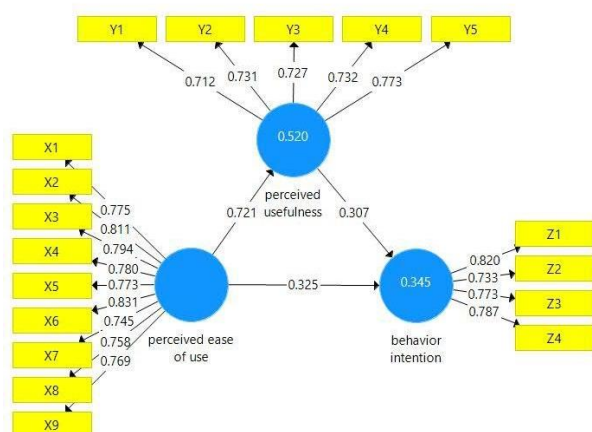 Y1 Y2 Y3 Y4 Y5
0.712 0.731 0.727 0.732 0.773
0.520
perceived
usefulness
X1
X2
X3
X4
X5
X6
X7
X8
X9
0.775
0.811
0.794
0.780
0.773
0.831
0.745
0.758
0.769
0.721
0.307
0.325
perceived ease
of use
0.345
behavior
intention
0.820
0.733
0.773
0.787
Z1
Z2
Z3
Z4